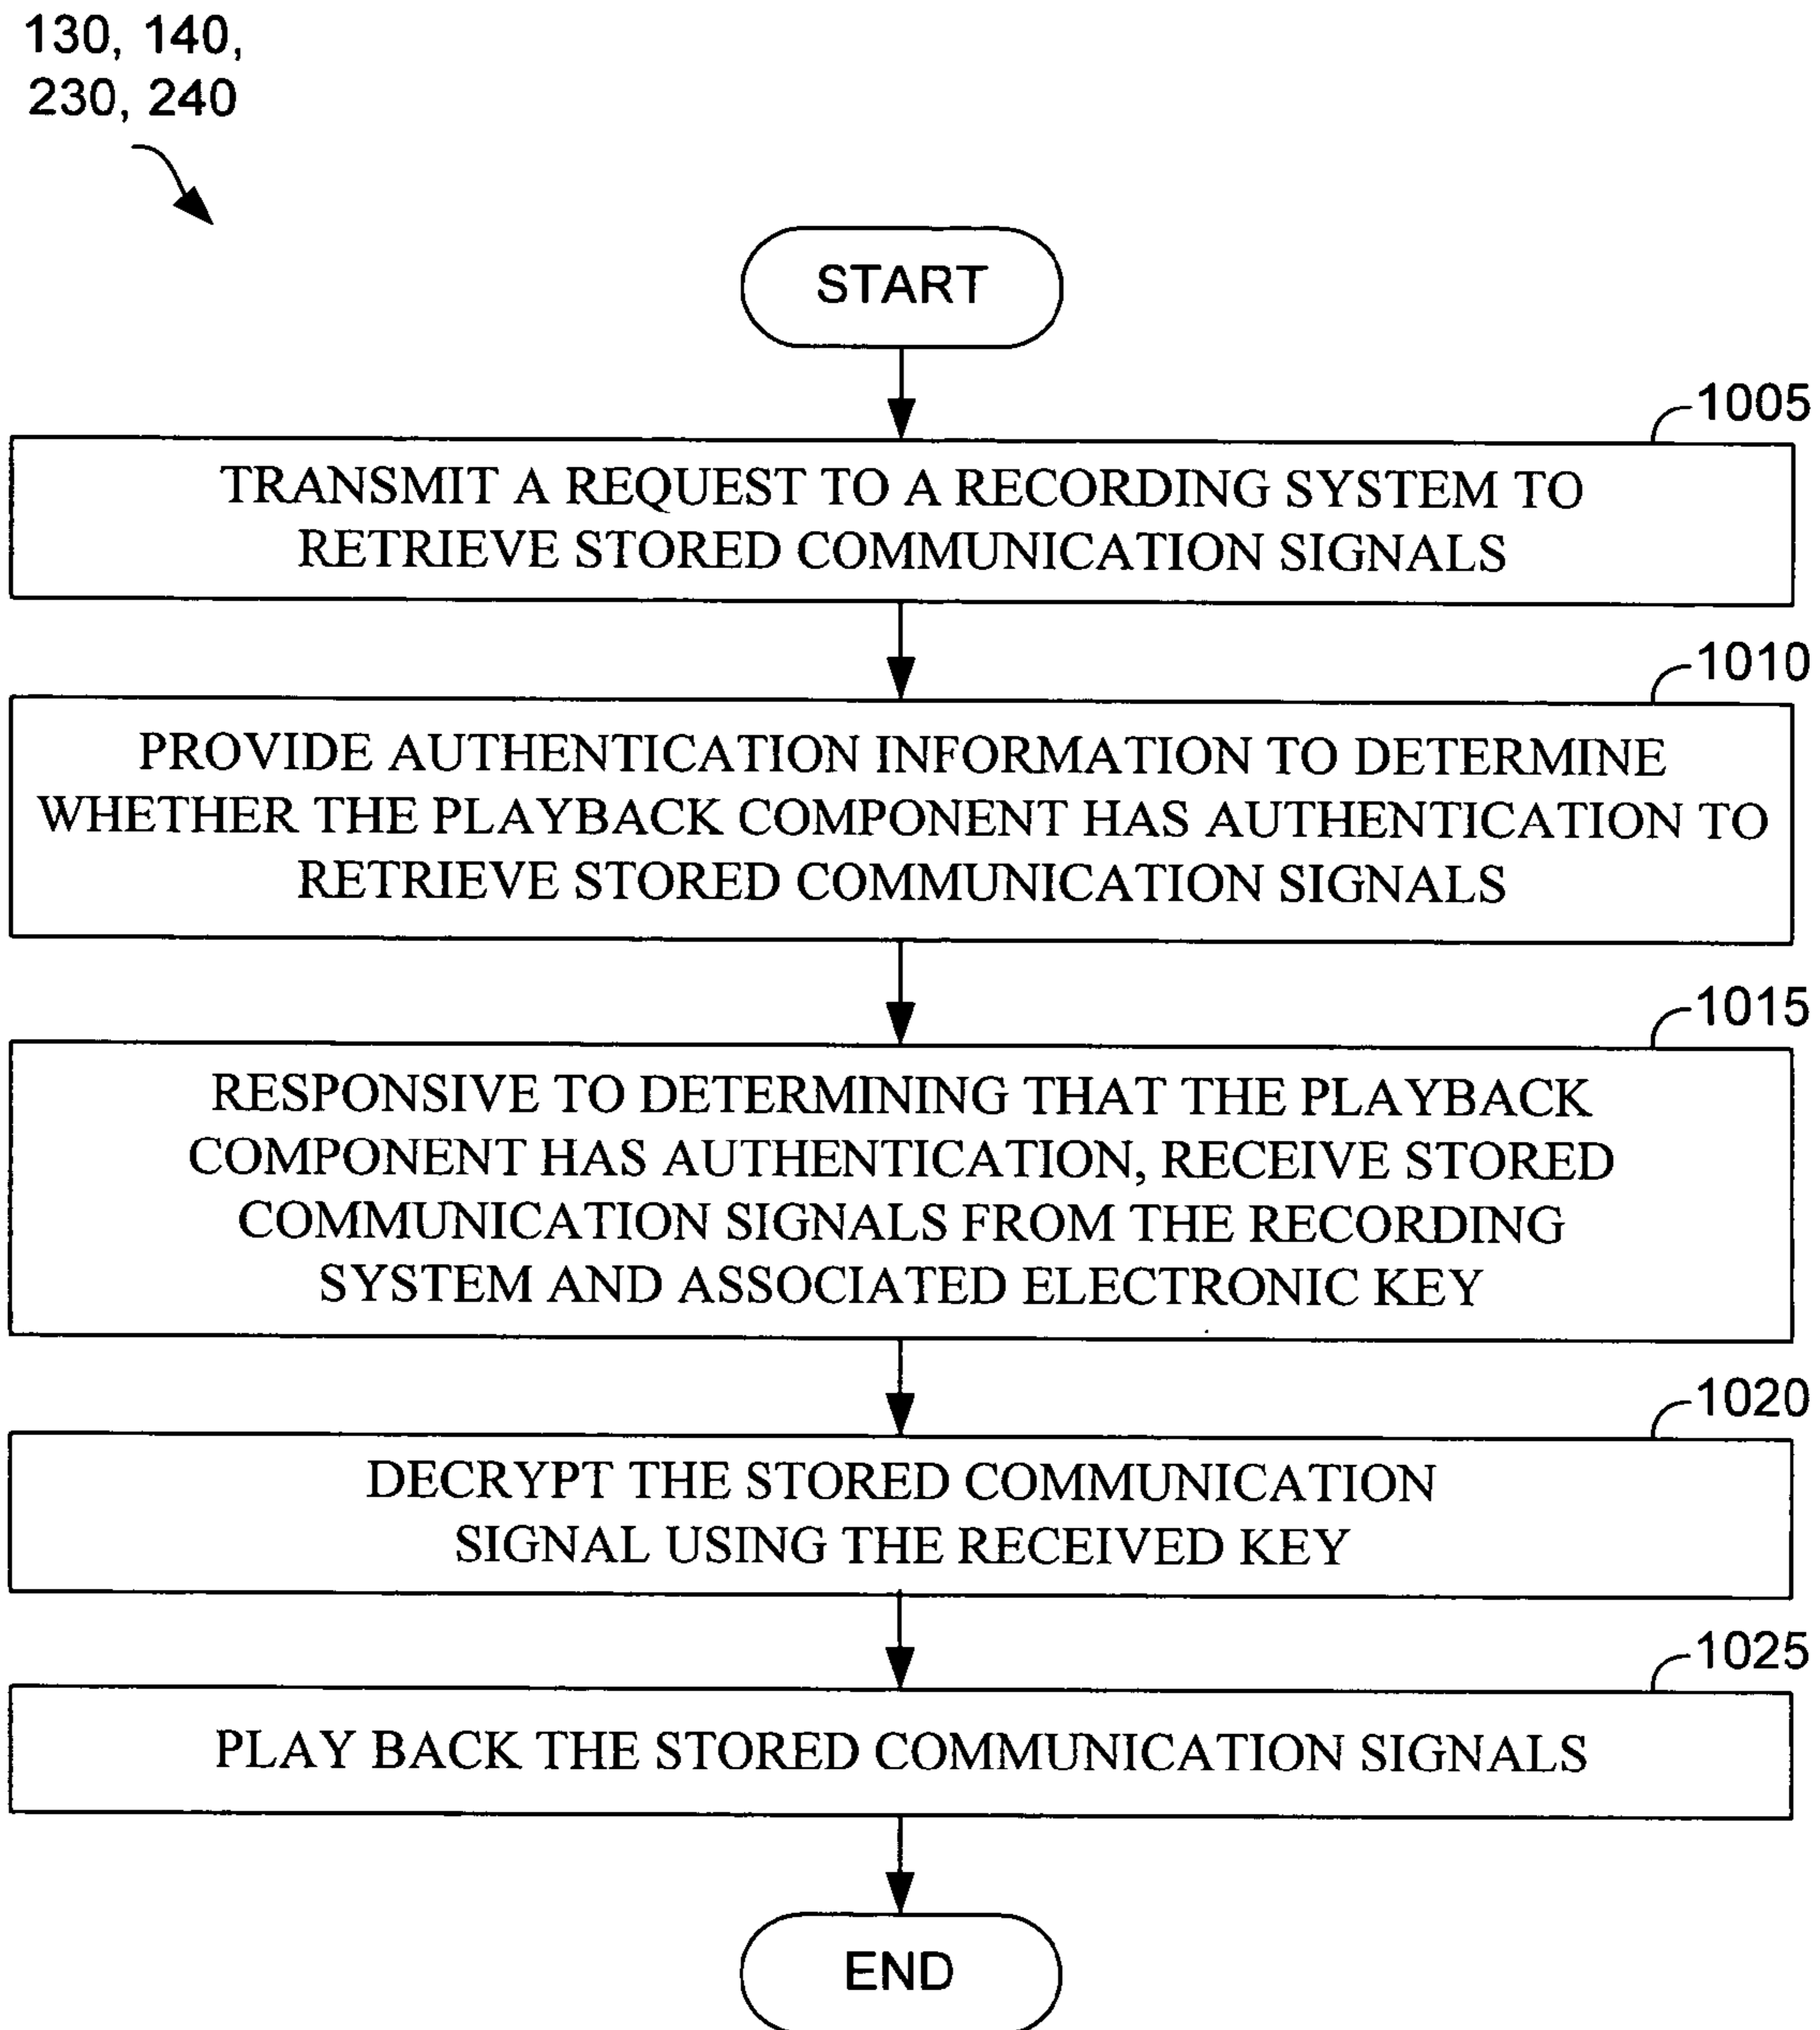 130, 140,
230, 240
START
1005
TRANSMIT A REQUEST TO A RECORDING SYSTEM TO
RETRIEVE STORED COMMUNICATION SIGNALS
1010
PROVIDE AUTHENTICATION INFORMATION TO DETERMINE
WHETHER THE PLAYBACK COMPONENT HAS AUTHENTICATION TO
RETRIEVE STORED COMMUNICATION SIGNALS
1015
RESPONSIVE TO DETERMINING THAT THE PLAYBACK
COMPONENT HAS AUTHENTICATION, RECEIVE STORED
COMMUNICATION SIGNALS FROM THE RECORDING
SYSTEM AND ASSOCIATED ELECTRONIC KEY
1020
DECRYPT THE STORED COMMUNICATION
SIGNAL USING THE RECEIVED KEY
1025
PLAY BACK THE STORED COMMUNICATION SIGNALS
END